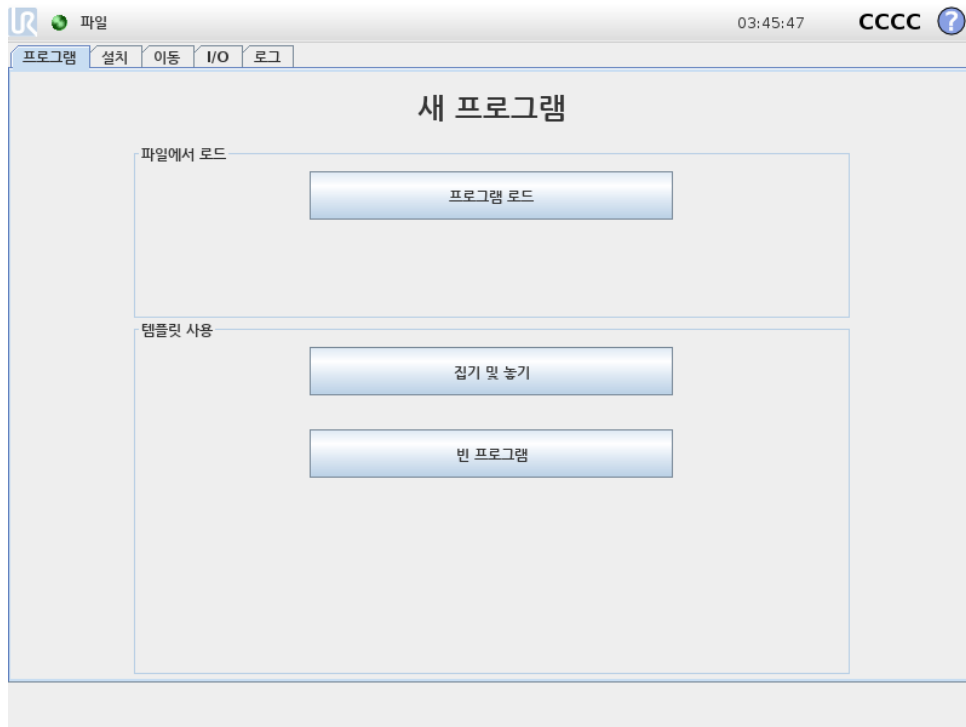 UR 파일 03:45:47 CCCC ?
프로그램 설치 이동 I/O 로그
새 프로그램
파일에서 로드
프로그램 로드
템플릿 사용
집기 및 놓기
빈 프로그램